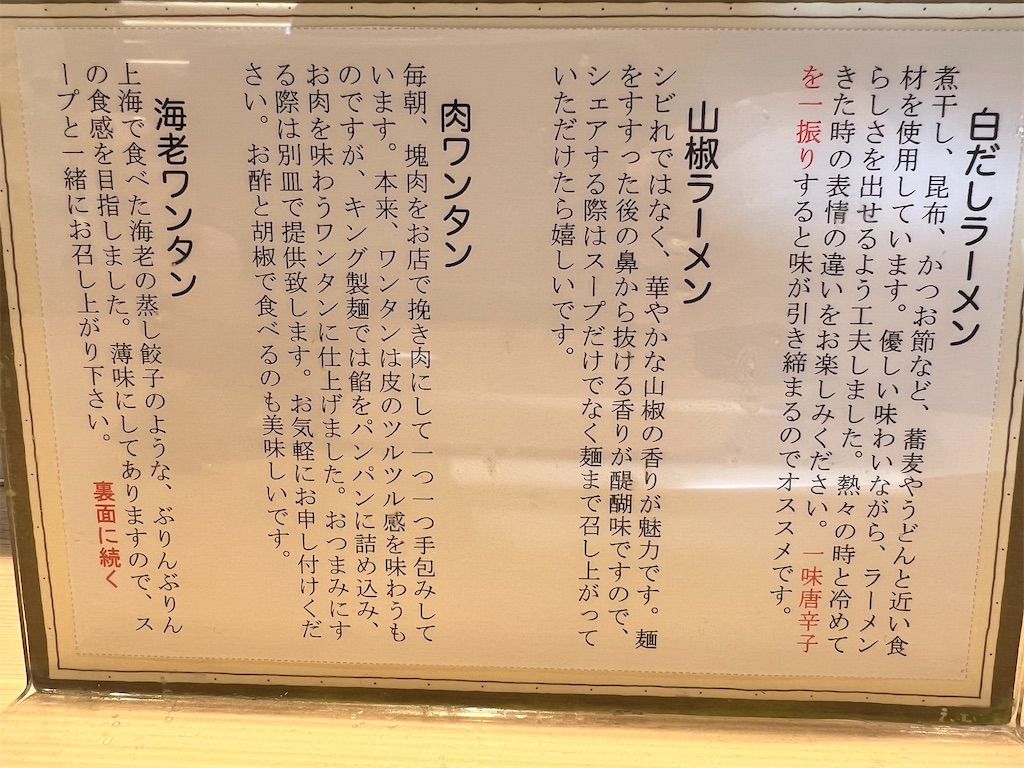 白だしラーメン
煮干し、昆布、かつお節など、蕎麦やうどんと近い食
材を使用しています。優しい味わいながら、ラーメン
らしさを出せるよう工夫しました。熱々の時と冷めて
きた時の表情の違いをお楽しみください。一味唐辛子
を一振りすると味が引き締まるのでオススメです。
山椒ラーメン
シビれではなく、華やかな山椒の香りが魅力です。麺
をすすった後の鼻から抜ける香りが醍醐味ですので、
シェアする際はスープだけでなく麺まで召し上がって
いただけたら嬉しいです。
肉ワンタン
毎朝、塊肉をお店で挽き肉にして一つ一つ手包みして
います。本来、ワンタンは皮のツルツル感を味わうも
のですが、キング製麺では餡をパンパンに詰め込み、
お肉を味わうワンタンに仕上げました。おつまみにす
る際は別皿で提供致します。お気軽にお申し付けくだ
さい。お酢と胡椒で食べるのも美味しいです。
海老ワンタン
上海で食べた海老の蒸し餃子のような、ぷりんぷりん
の食感を目指しました。薄味にしてありますので、ス
ープと一緒にお召し上がり下さい。
裏面に続く